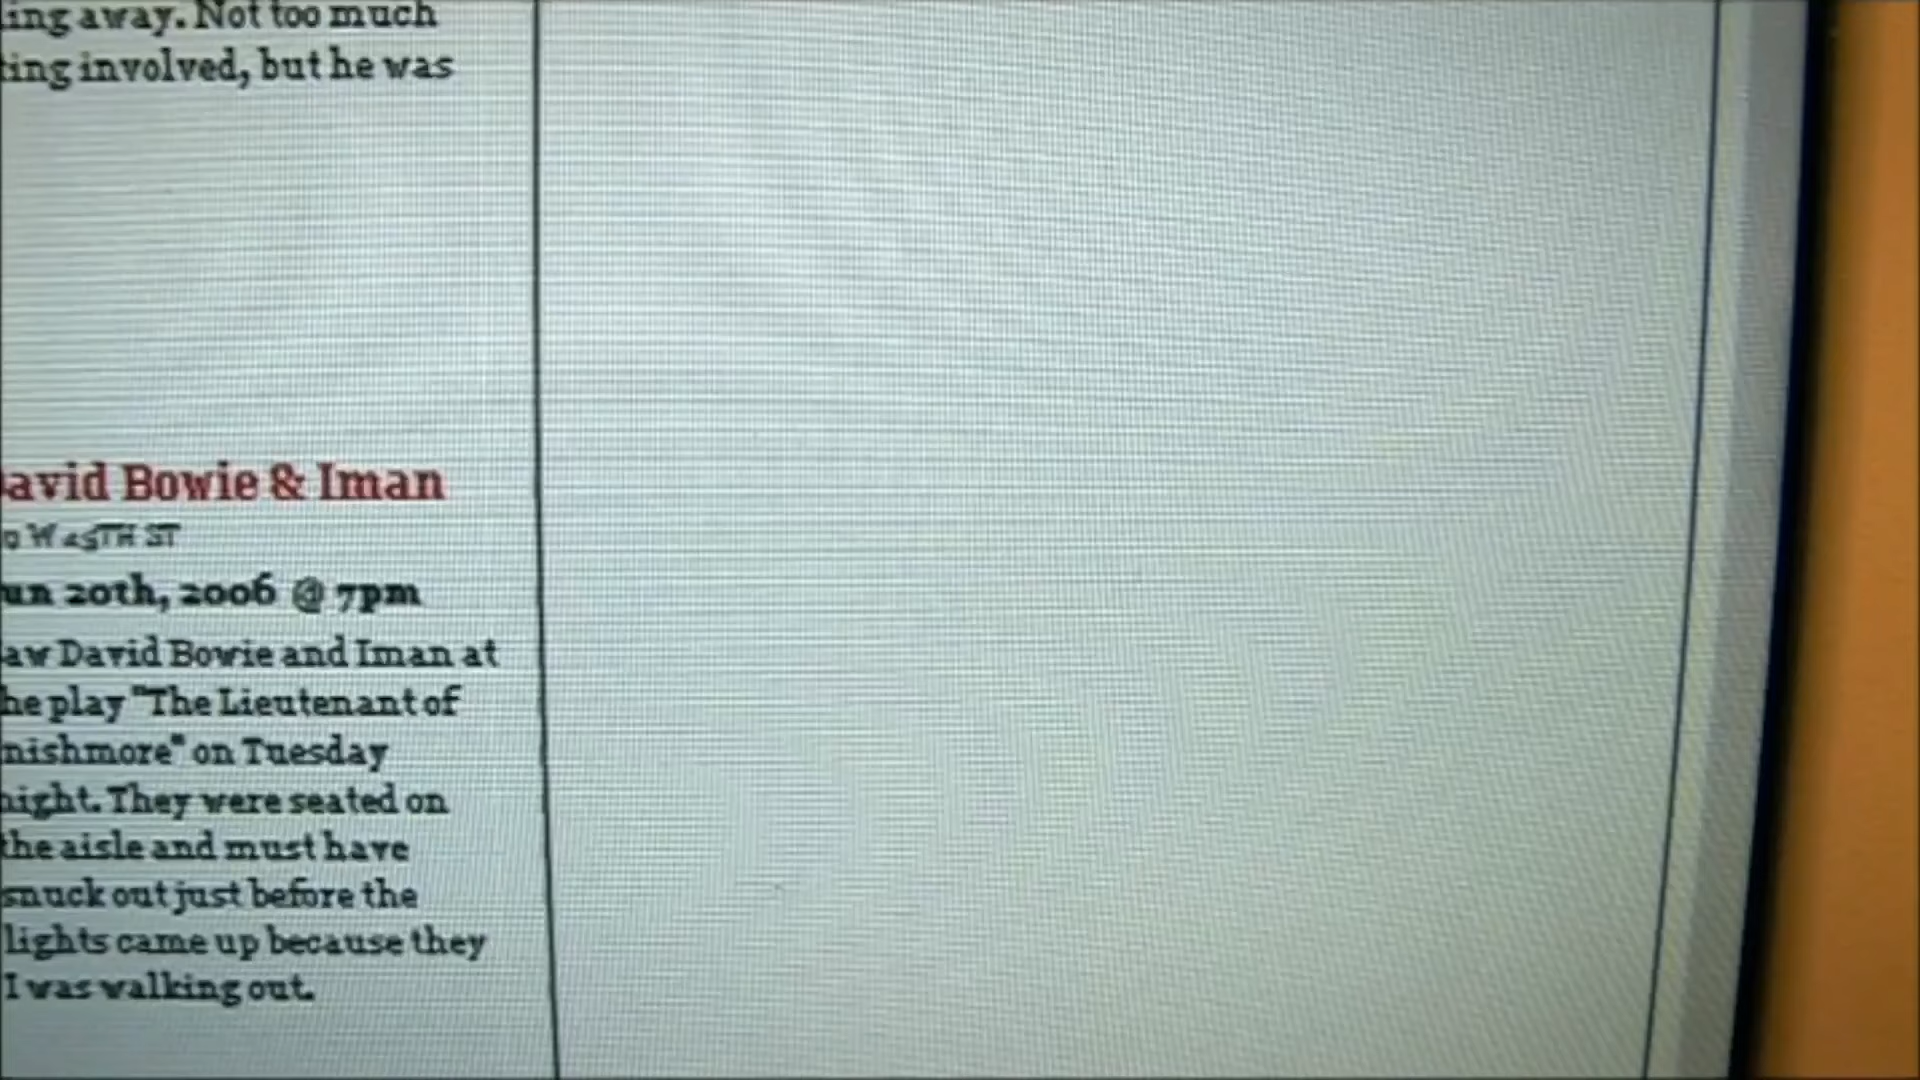 ing away. Not too much
ting involved, but he was
avid Bowie & Iman
W 45TH ST
un 20th, 2006 @ 7pm
aw David Bowie and Iman at
he play "The Lieutenant of
nishmore" on Tuesday
night. They were seated on
the aisle and must have
snuck out just before the
lights came up because they
I was walking out.